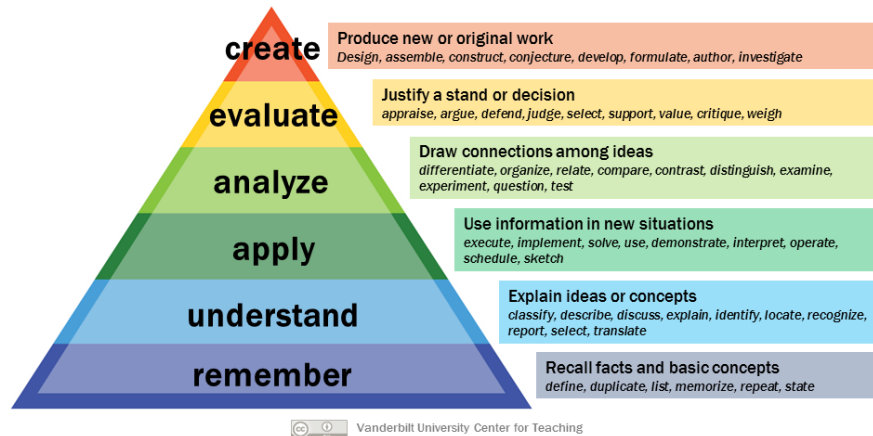 create
Produce new or original work
Design, assemble, construct, conjecture, develop, formulate, author, investigate
evaluate
Justify a stand or decision
appraise, argue, defend, judge, select, support, value, critique, weigh
analyze
Draw connections among ideas
differentiate, organize, relate, compare, contrast, distinguish, examine,
experiment, question, test
apply
Use information in new situations
execute, implement, solve, use, demonstrate, interpret, operate,
schedule, sketch
understand
Explain ideas or concepts
classify, describe, discuss, explain, identify, locate, recognize,
report, select, translate
remember
Recall facts and basic concepts
define, duplicate, list, memorize, repeat, state
cc Vanderbilt University Center for Teaching